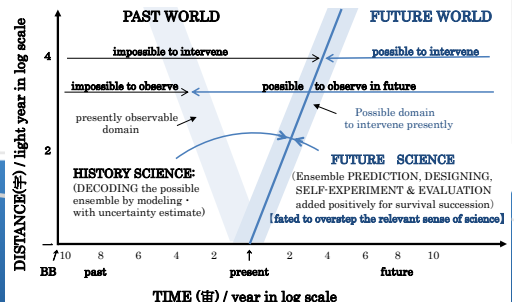 PAST WORLD
FUTURE WORLD
DISTANCE(宇) / light year in log scale
4
impossible to intervene
possible to intervene
impossible to observe
possible to observe in future
presently observable
domain
Possible domain
to intervene presently
2
HISTORY SCIENCE:
(DECODING the possible
ensemble by modeling・
with uncertainty estimate)
FUTURE SCIENCE
(Ensemble PREDICTION, DESIGNING,
SELF-EXPERIMENT & EVALUATION
added positively for survival succession)
[fated to overstep the relevant sense of science]
10 8 6 4 2 2 4 6 8 10
BB past present future
TIME (宙) / year in log scale